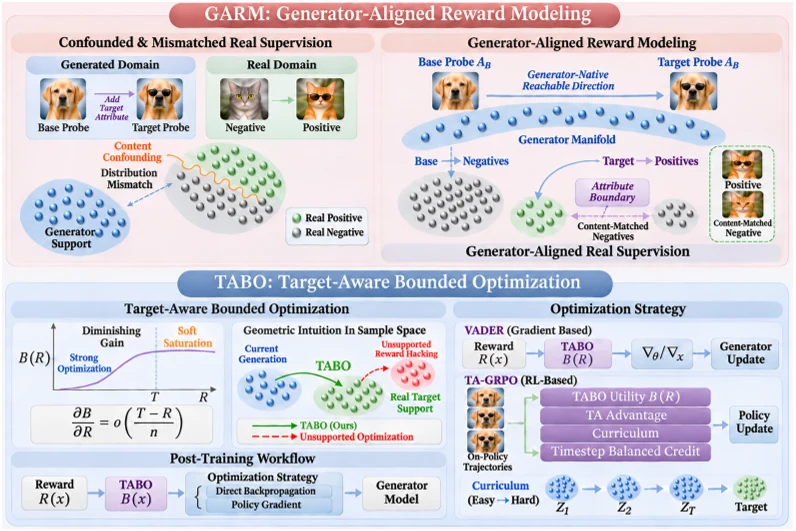 GARM: Generator-Aligned Reward Modeling
Confounded & Mismatched Real Supervision
Generated Domain
Base Probe
Add
Target
Attribute
Target Probe
Real Domain
Negative
Positive
Content
Confounding
Distribution
Mismatch
Generator
Support
Real Positive
Real Negative
Generator-Aligned Reward Modeling
Base Probe A_B
Generator-Native
Reachable Direction
Target Probe A_B
Generator Manifold
Base → Negatives
Target → Positives
Attribute
Boundary
Content-Matched
Negatives
Positive
Content-Matched
Negative
Generator-Aligned Real Supervision
TABO: Target-Aware Bounded Optimization
Target-Aware Bounded Optimization
B(R)
Diminishing
Gain
Soft
Saturation
Strong
Optimization
T
R
∂B/∂R = o((T − R)/n)
Geometric Intuition In Sample Space
Current
Generation
TABO
Unsupported
Reward Hacking
Real Target
Support
TABO (Ours)
Unsupported Optimization
Post-Training Workflow
Reward
R(x)
TABO
B(x)
Optimization Strategy
Direct Backpropagation
Policy Gradient
Generator
Model
Optimization Strategy
VADER (Gradient Based)
Reward
R(x)
TABO
B(R)
∇θ/∇x
Generator
Update
TA-GRPO (RL-Based)
On-Policy
Trajectories
TABO Utility B(R)
TA Advantage
Curriculum
Timestep Balanced Credit
Policy
Update
Curriculum
(Easy → Hard)
Z1
Z2
ZT
Target